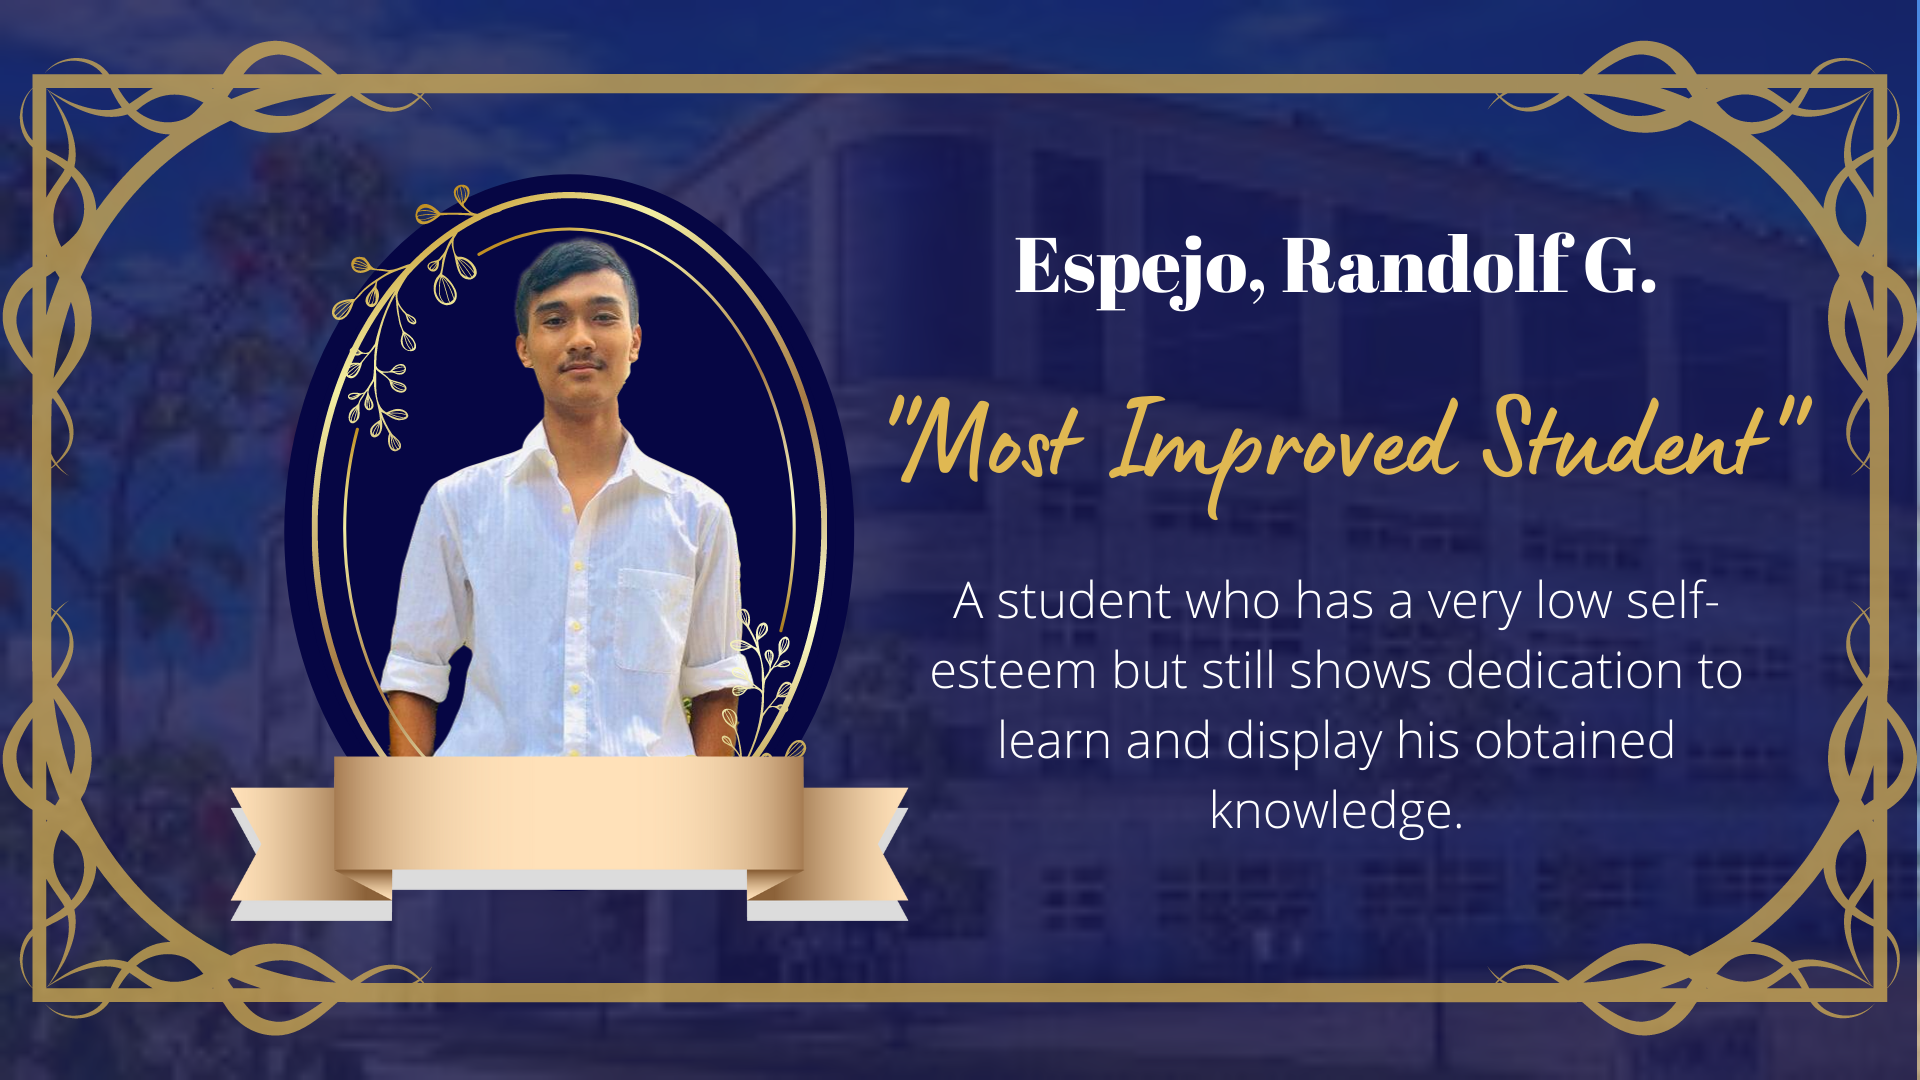 Espejo, Randolf G.
"Most Improved Student"
A student who has a very low self-
esteem but still shows dedication to
learn and display his obtained
knowledge.